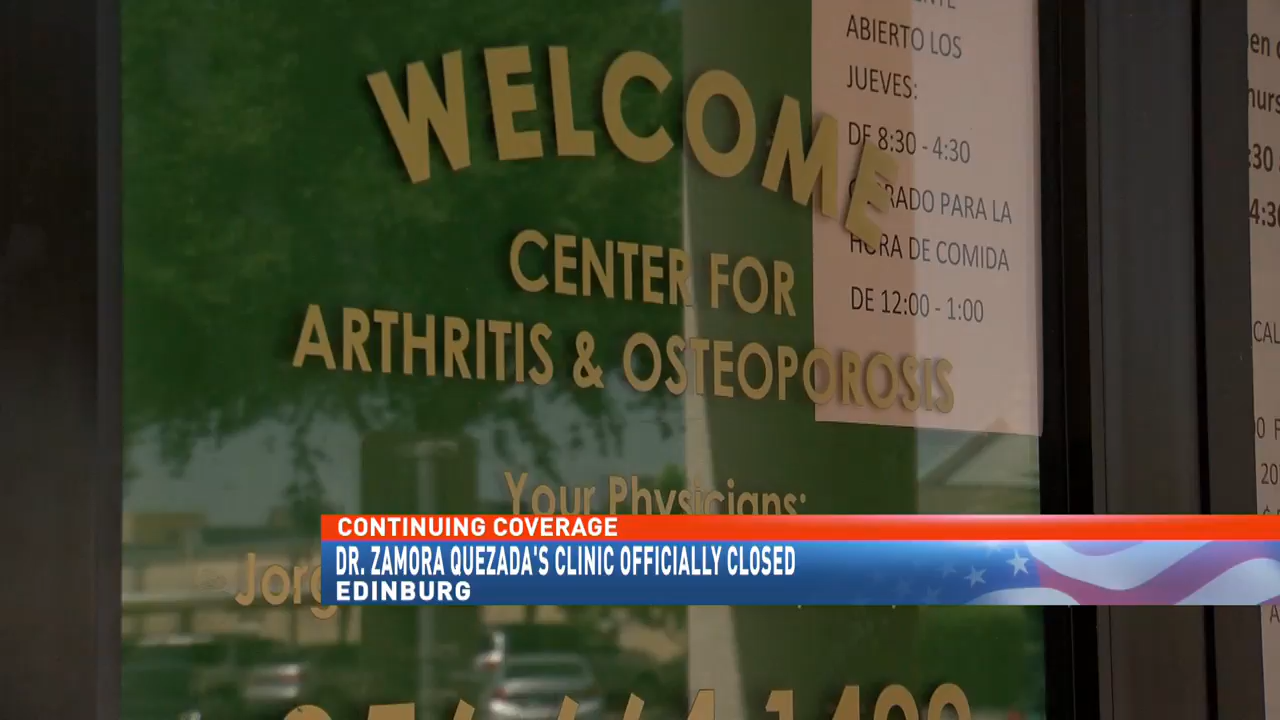 WELCOME
CENTER FOR
ARTHRITIS & OSTEOPOROSIS
Your Physicians:
ABIERTO LOS
JUEVES:
DE 8:30 - 4:30
PARA LA
HORA DE COMIDA
DE 12:00 - 1:00
CONTINUING COVERAGE
DR. ZAMORA QUEZADA'S CLINIC OFFICIALLY CLOSED
EDINBURG